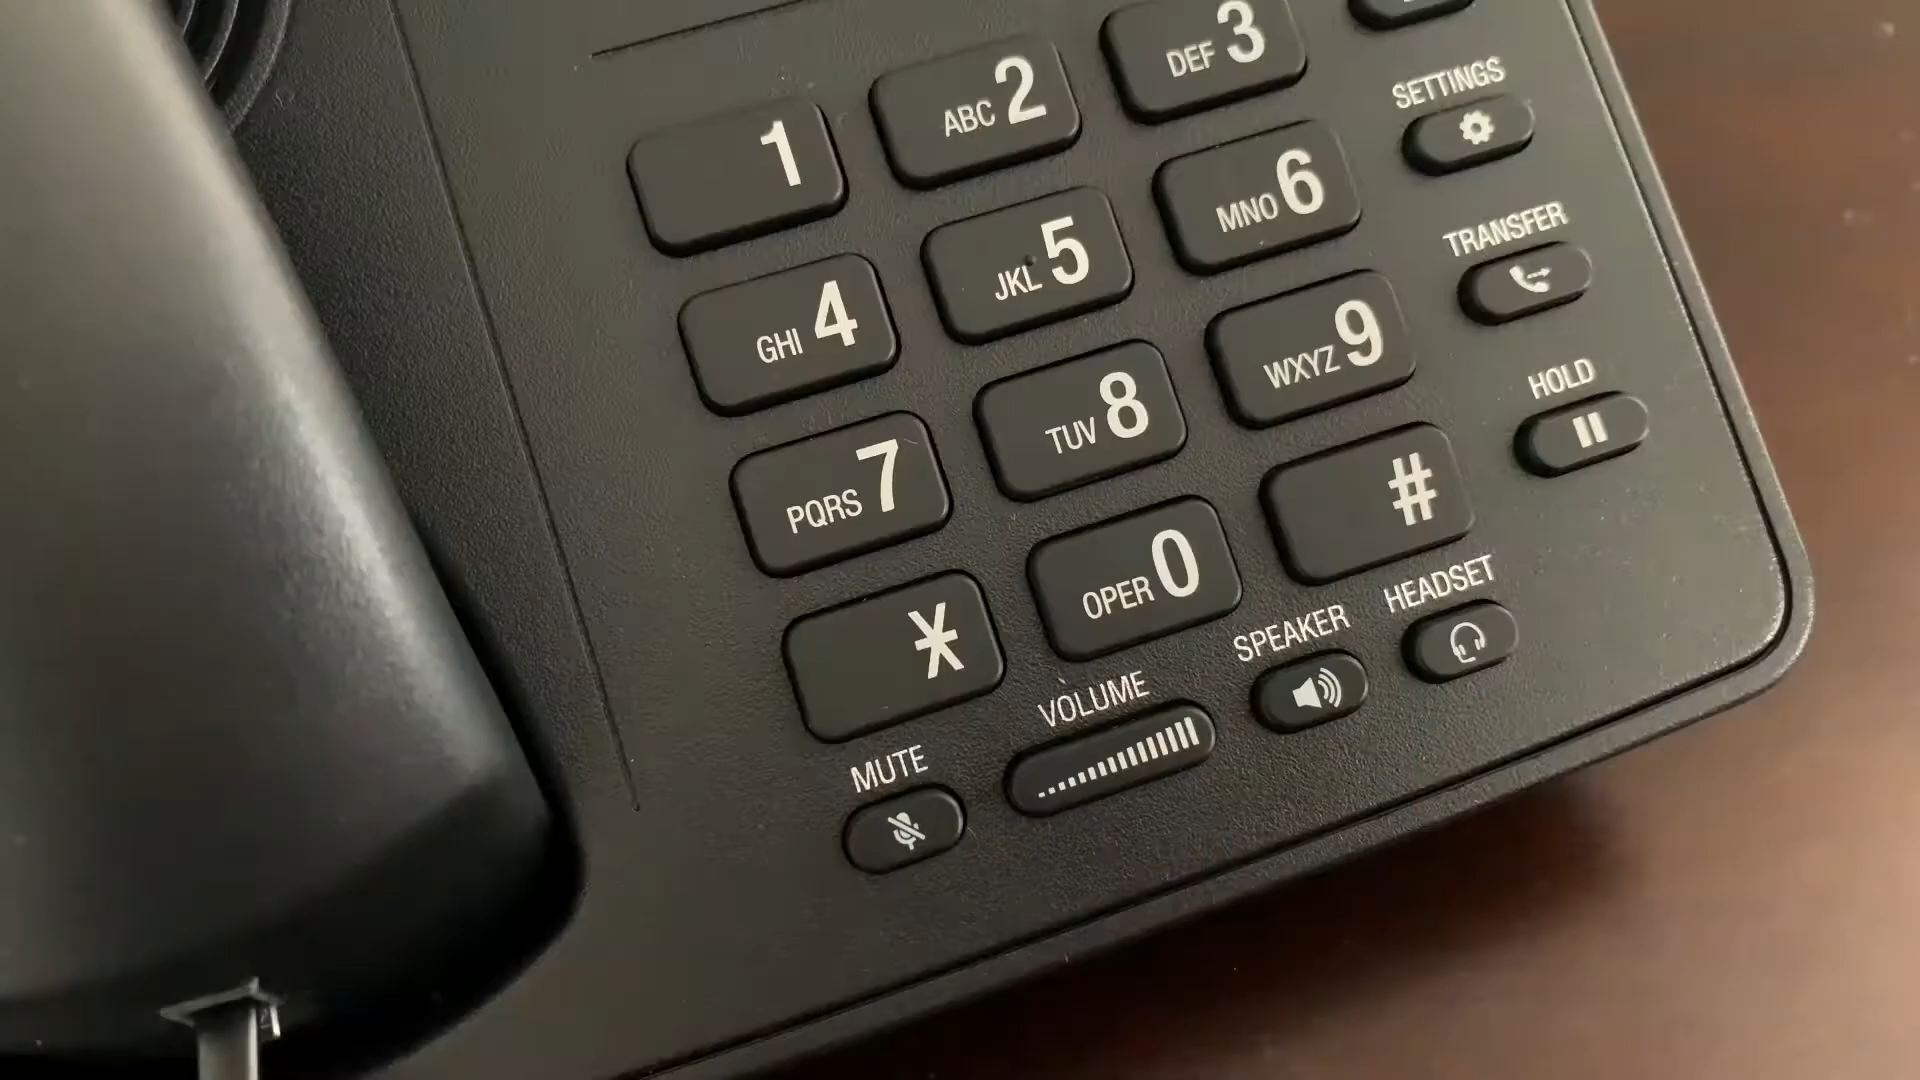 1
ABC 2
DEF 3
SETTINGS
GHI 4
JKL 5
MNO 6
TRANSFER
PQRS 7
TUV 8
WXYZ 9
HOLD
*
OPER 0
#
MUTE
VOLUME
SPEAKER
HEADSET